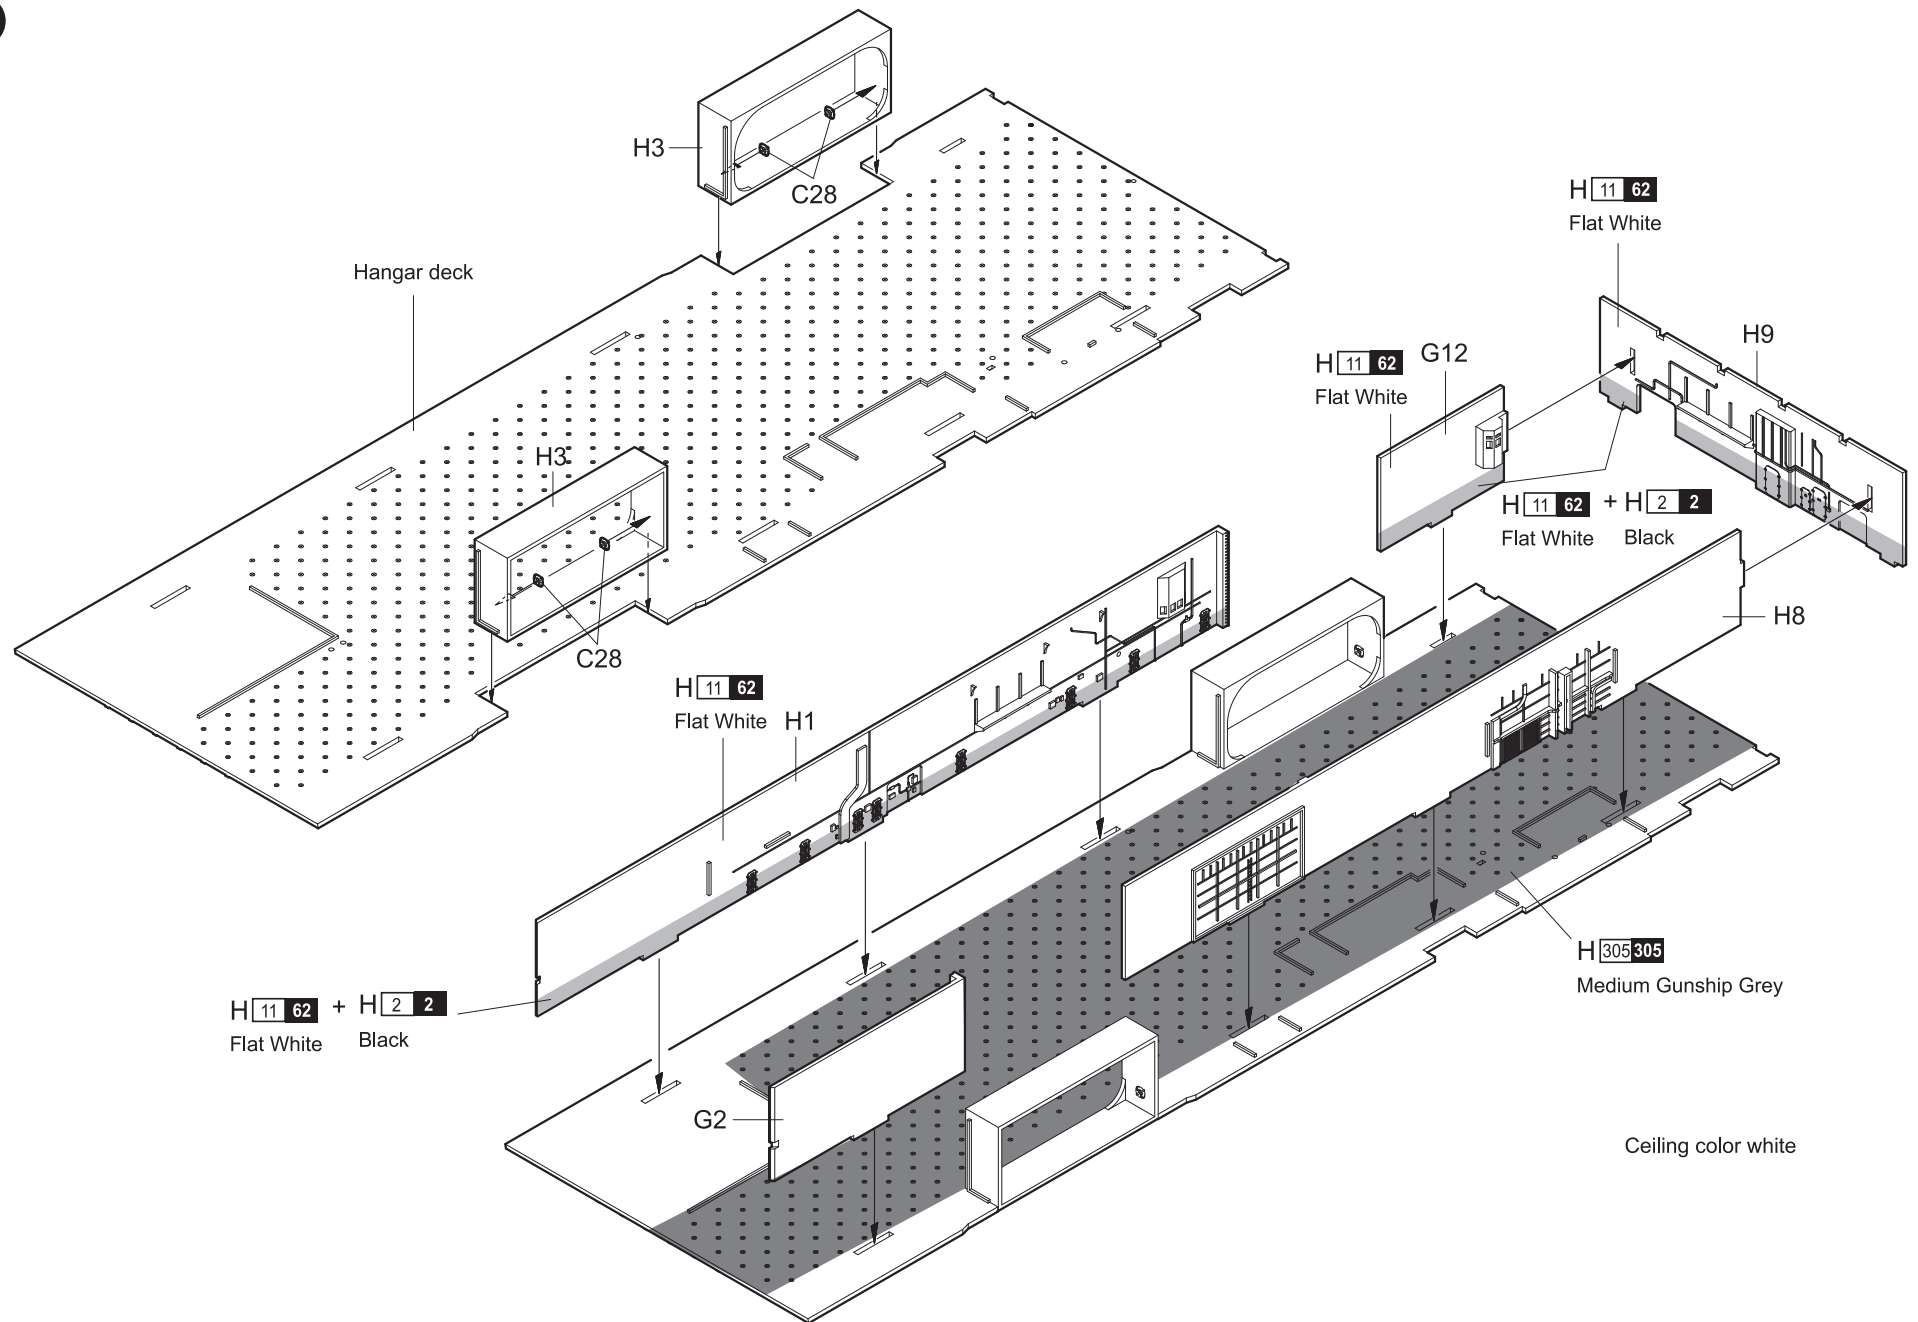 H3
C28
Hangar deck
H3
C28
H 11 62
Flat White
H9
H 11 62
Flat White
G12
H 11 62 + H 2 2
Flat White Black
H8
H 11 62
Flat White
H1
H 305 305
Medium Gunship Grey
H 11 62 + H 2 2
Flat White Black
G2
Ceiling color white